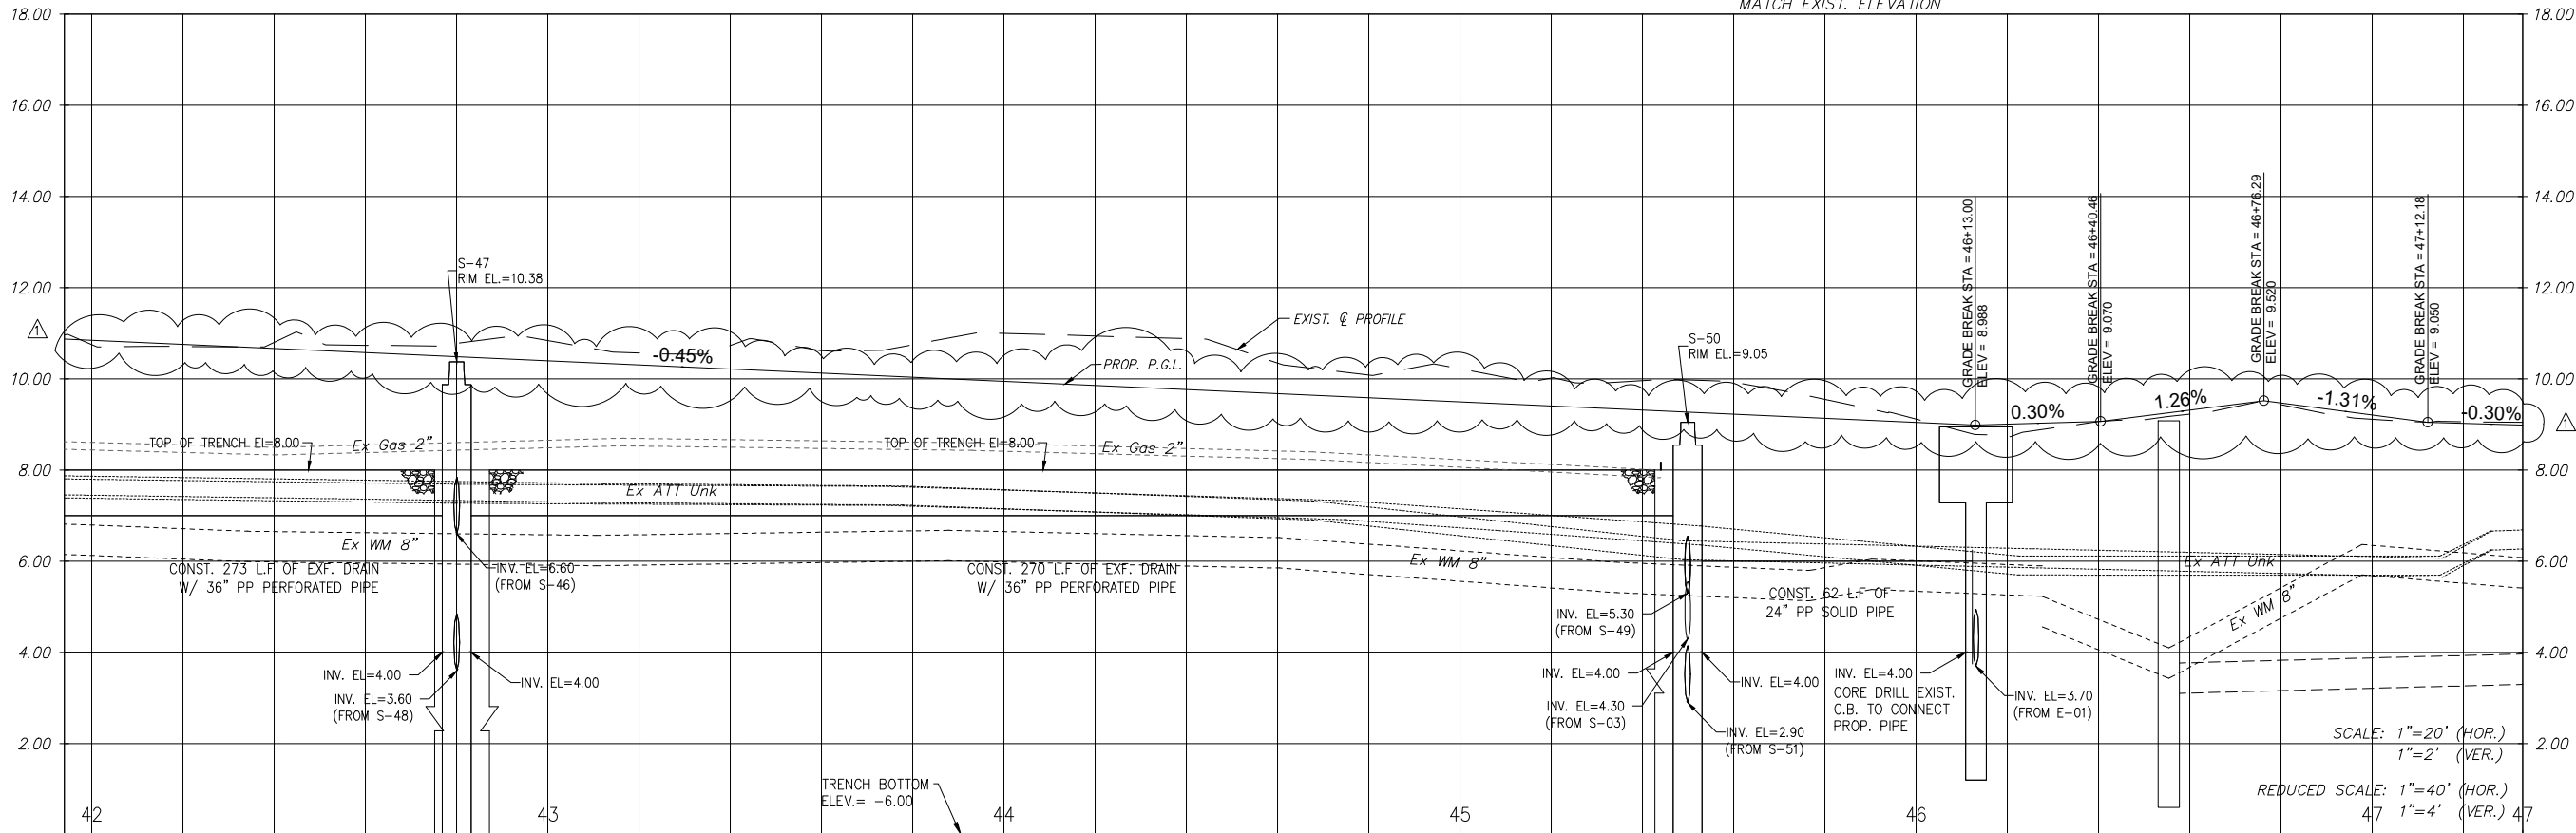 MATCH EXIST. ELEVATION
18.00
18.00
16.00
16.00
14.00
14.00
12.00
12.00
10.00
10.00
8.00
8.00
6.00
6.00
4.00
4.00
2.00
2.00
1
S-47
RIM EL.=10.38
-0.45%
EXIST. ℄ PROFILE
PROP. P.G.L.
S-50
RIM EL.=9.05
GRADE BREAK STA = 46+13.00
ELEV = 8.988
GRADE BREAK STA = 46+40.46
ELEV = 9.070
GRADE BREAK STA = 46+76.29
ELEV = 9.520
GRADE BREAK STA = 47+12.18
ELEV = 9.050
0.30%
1.26%
-1.31%
-0.30%
1
TOP OF TRENCH El=8.00
Ex Gas 2"
TOP OF TRENCH El=8.00
Ex Gas 2"
Ex ATT Unk
Ex WM 8"
CONST. 273 L.F OF EXF. DRAIN
W/ 36" PP PERFORATED PIPE
INV. EL=6.60
(FROM S-46)
CONST. 270 L.F OF EXF. DRAIN
W/ 36" PP PERFORATED PIPE
Ex WM 8"
INV. EL=5.30
(FROM S-49)
CONST. 62 L.F OF
24" PP SOLID PIPE
Ex ATT Unk
Ex WM 8"
INV. EL=4.00
INV. EL=3.60
(FROM S-48)
INV. EL=4.00
INV. EL=4.00
INV. EL=4.30
(FROM S-03)
INV. EL=4.00
INV. EL=2.90
(FROM S-51)
INV. EL=4.00
CORE DRILL EXIST.
C.B. TO CONNECT
PROP. PIPE
INV. EL=3.70
(FROM E-01)
SCALE: 1"=20' (HOR.)
1"=2' (VER.)
REDUCED SCALE: 1"=40' (HOR.)
1"=4' (VER.)
TRENCH BOTTOM
ELEV.= -6.00
42
43
44
45
46
47
47